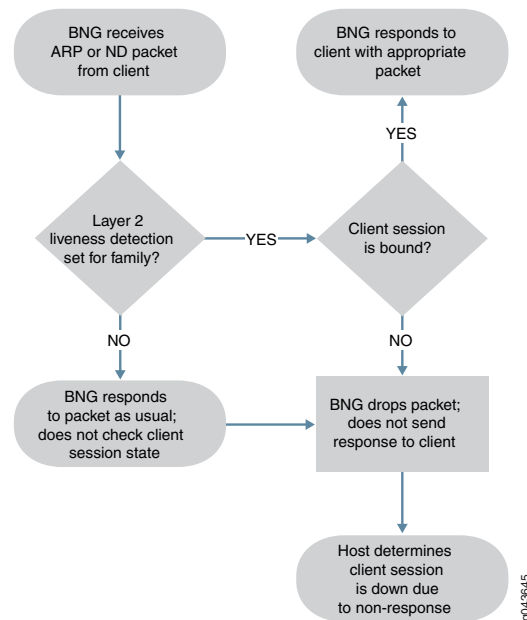 BNG receives
ARP or ND packet
from client
BNG responds to
client with appropriate
packet
YES
Layer 2
liveness detection
set for family?
YES
Client session
is bound?
NO
NO
BNG responds
to packet as usual;
does not check client
session state
BNG drops packet;
does not send
response to client
Host determines
client session
is down due
to non-response
g043645